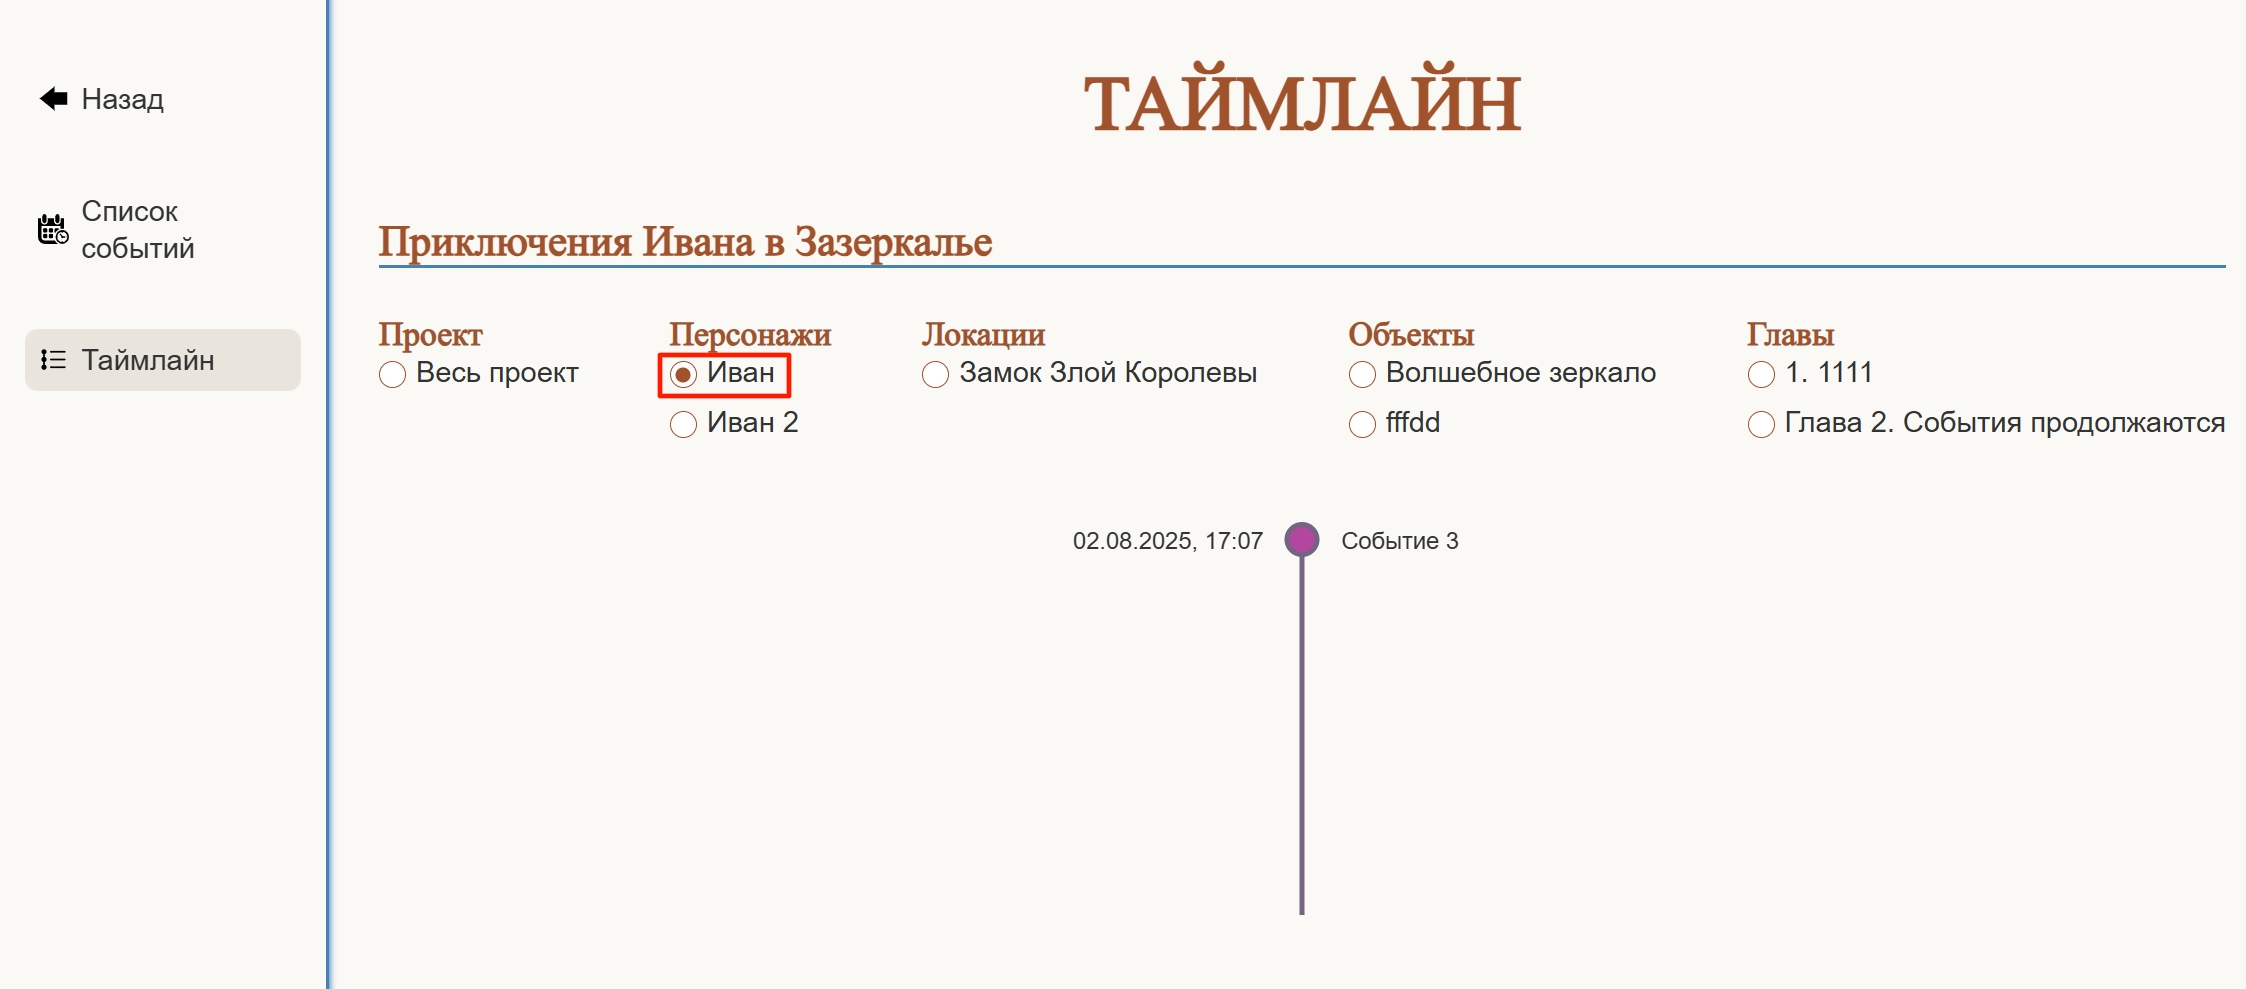 Назад
Список
событий
Таймлайн
ТАЙМЛАЙН
Приключения Ивана в Зазеркалье
Проект
Весь проект
Персонажи
Иван
Иван 2
Локации
Замок Злой Королевы
Объекты
Волшебное зеркало
fffdd
Главы
1. 1111
Глава 2. События продолжаются
02.08.2025, 17:07
Событие 3